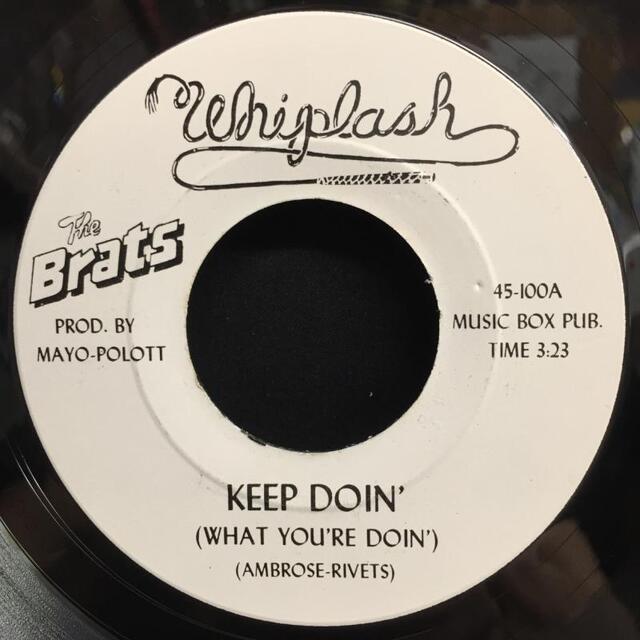 Whiplash
The
Brats
PROD. BY
MAYO-POLOTT
45-100A
MUSIC BOX PUB.
TIME 3:23
KEEP DOIN'
(WHAT YOU'RE DOIN')
(AMBROSE-RIVETS)